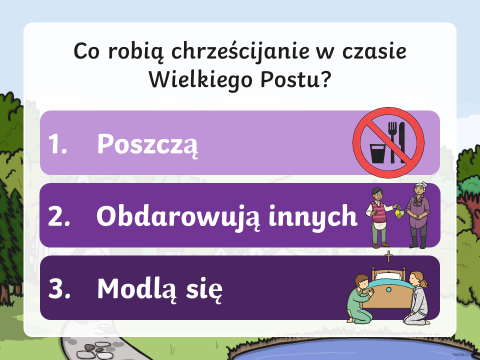 Co robią chrześcijanie w czasie
Wielkiego Postu?
1. Poszczą
2. Obdarowują innych
3. Modlą się